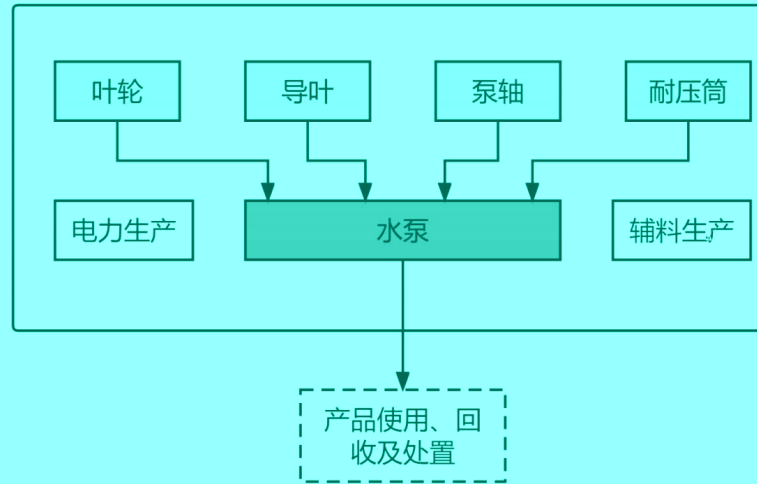 叶轮
导叶
泵轴
耐压筒
电力生产
水泵
辅料生产
产品使用、回
收及处置